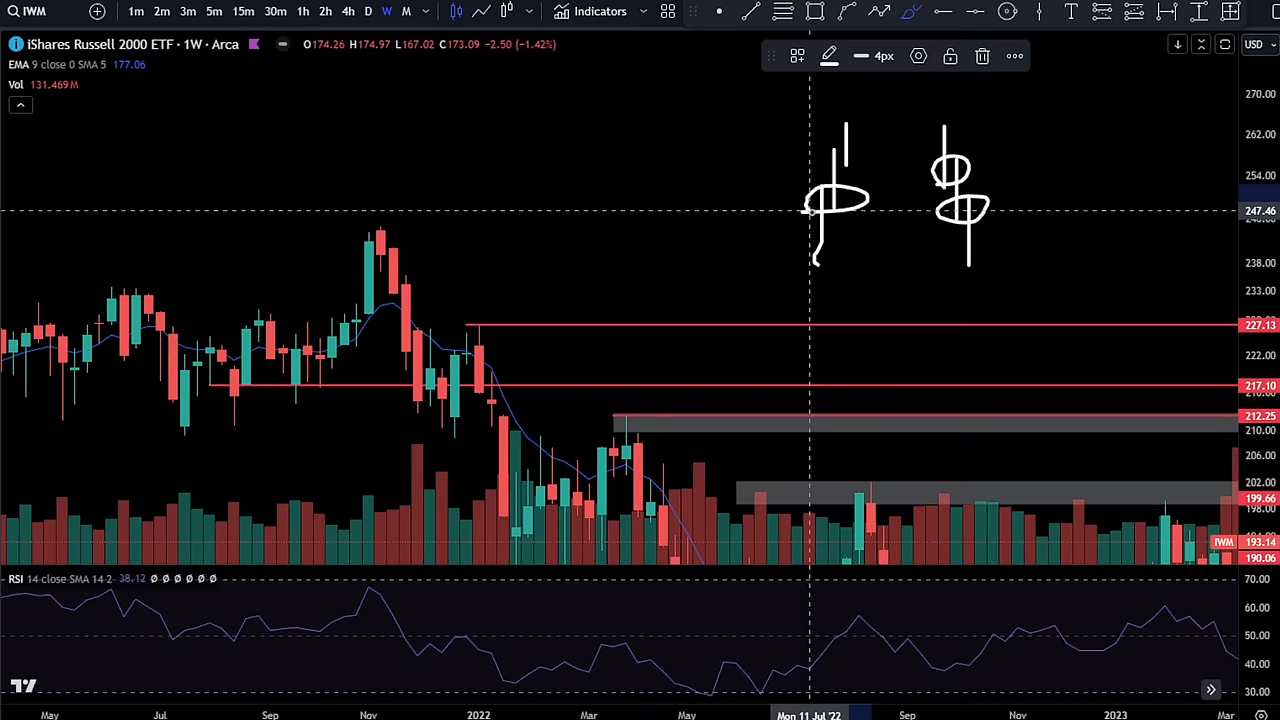 IWM 1m 2m 3m 5m 15m 30m 1h 2h 4h D W M Indicators
iShares Russell 2000 ETF · 1W · Arca O174.26 H174.97 L167.02 C173.09 -2.50 (-1.42%) USD
EMA 9 close 0 SMA 5 177.06 4px
Vol 131.469M
270.00
262.00
254.00
247.46
238.00
233.00
227.13
222.00
217.10
212.25
210.00
206.00
202.00
199.66
198.00
IWM 193.14
190.06
RSI 14 close SMA 14 2 38.12 Ø Ø Ø Ø Ø Ø 70.00
60.00
50.00
40.00
30.00
May Jul Sep Nov 2022 Mar May Mon 11 Jul '22 Sep Nov 2023 Mar